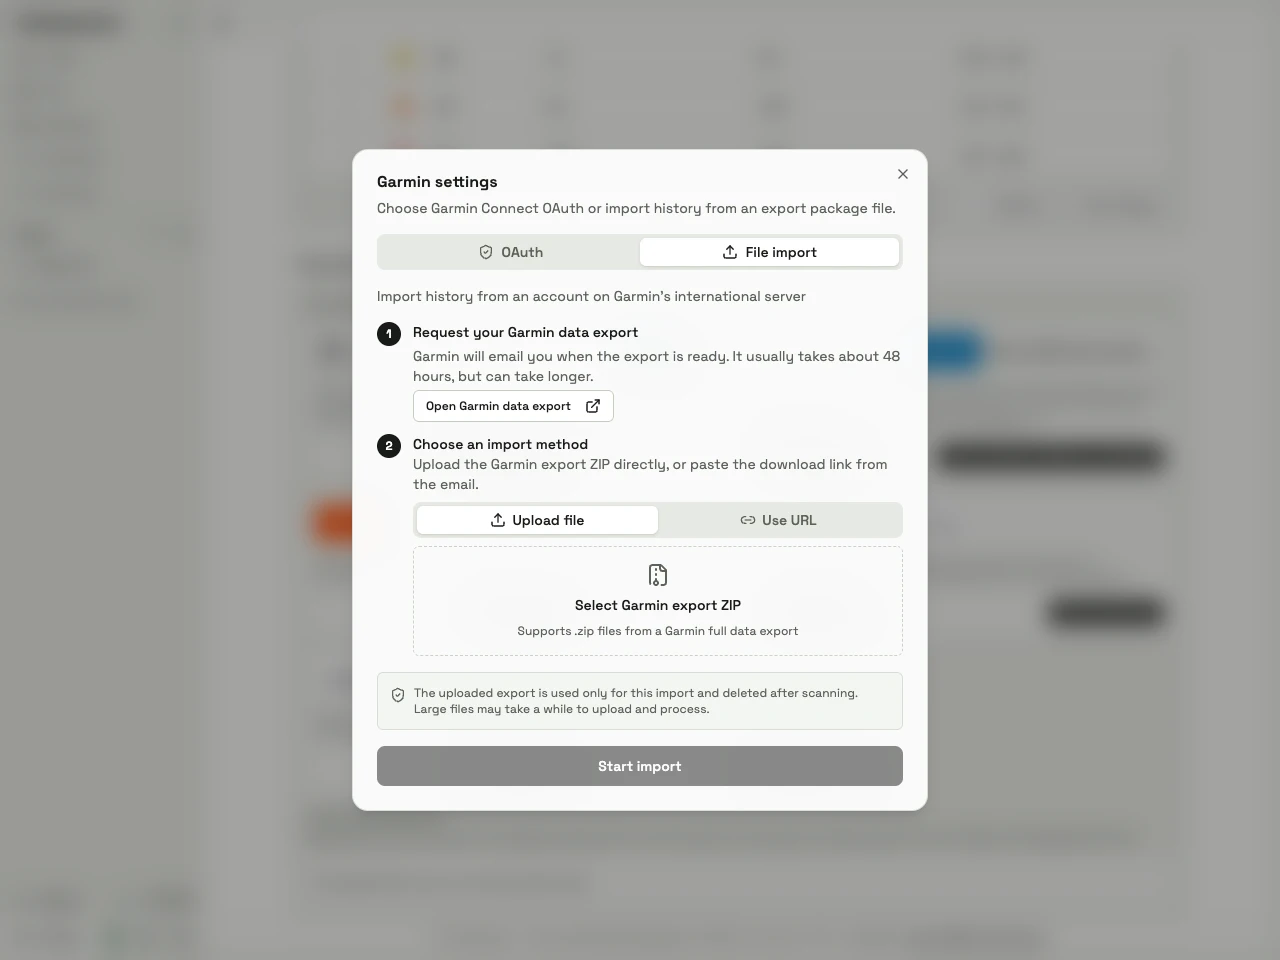 Garmin settings
Choose Garmin Connect OAuth or import history from an export package file.
OAuth
File import
Import history from an account on Garmin's international server
1
Request your Garmin data export
Garmin will email you when the export is ready. It usually takes about 48
hours, but can take longer.
Open Garmin data export
2
Choose an import method
Upload the Garmin export ZIP directly, or paste the download link from
the email.
Upload file
Use URL
Select Garmin export ZIP
Supports .zip files from a Garmin full data export
The uploaded export is used only for this import and deleted after scanning.
Large files may take a while to upload and process.
Start import